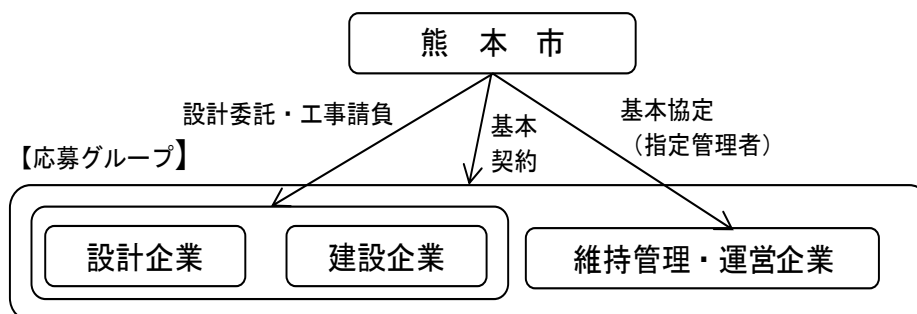 熊 本 市
設計委託・工事請負
基本
契約
基本協定
（指定管理者）
【応募グループ】
設計企業
建設企業
維持管理・運営企業